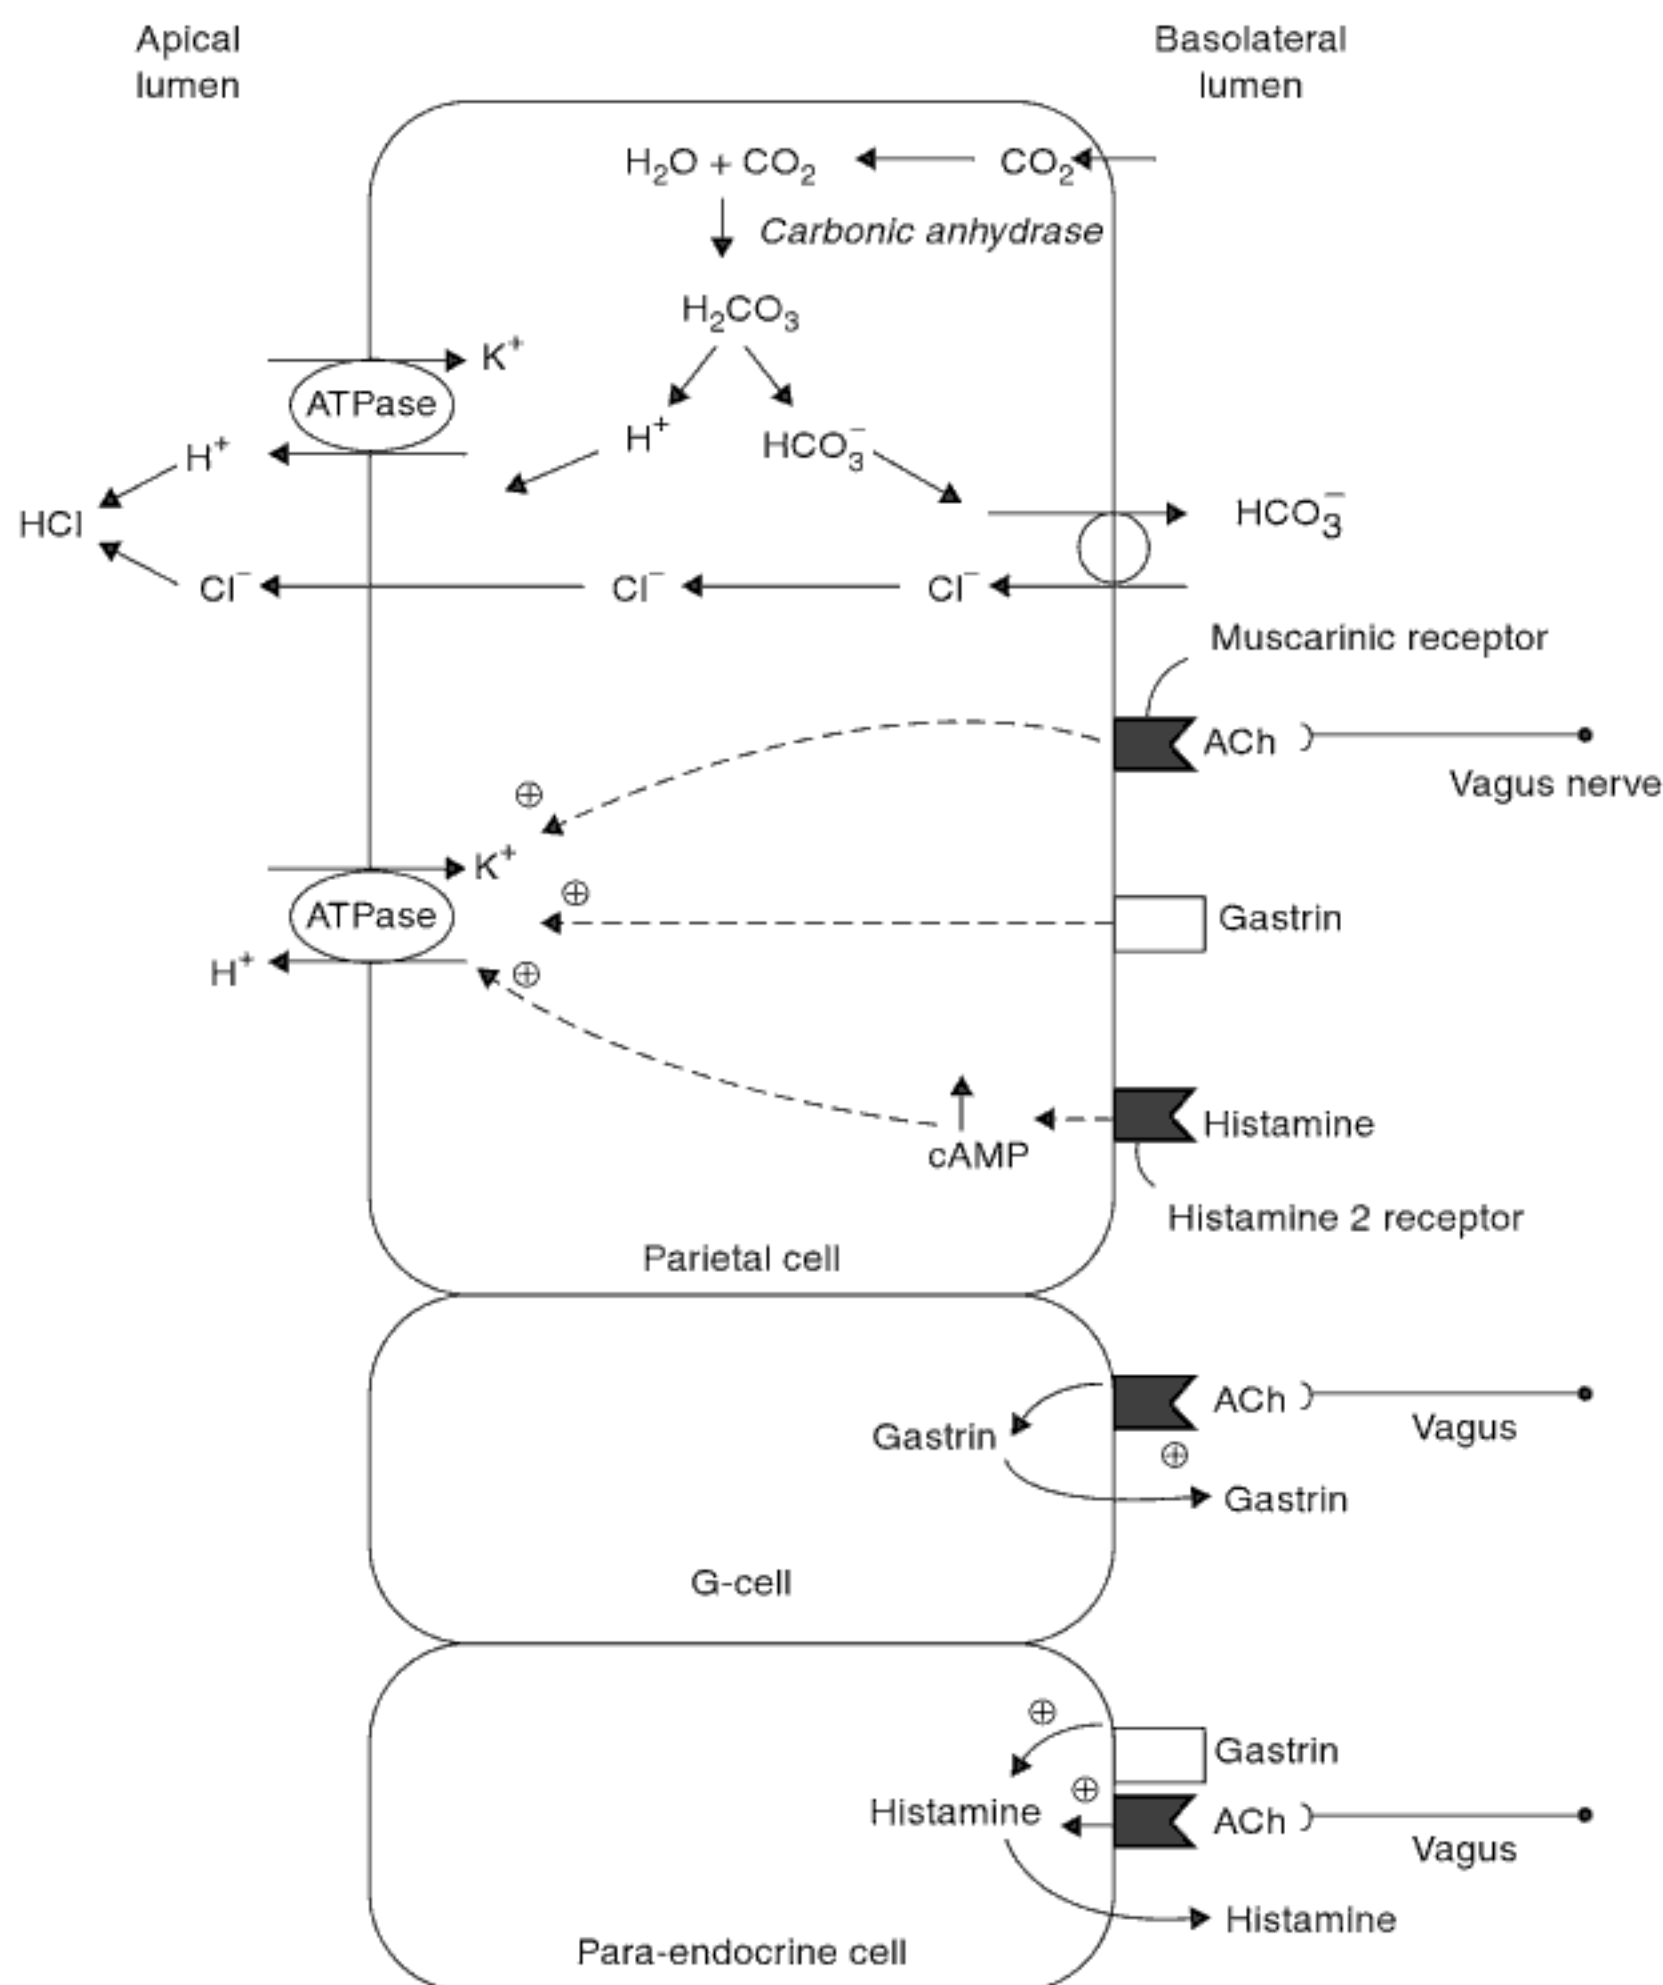 Apical
lumen
Basolateral
lumen
H₂O + CO₂
CO₂
Carbonic anhydrase
H₂CO₃
K⁺
ATPase
H⁺
H⁺
HCO₃⁻
HCl
HCO₃⁻
Cl⁻
Cl⁻
Cl⁻
Muscarinic receptor
ACh
Vagus nerve
⊕
K⁺
⊕
ATPase
Gastrin
H⁺
⊕
cAMP
Histamine
Histamine 2 receptor
Parietal cell
ACh
Vagus
Gastrin
⊕
Gastrin
G-cell
⊕
Gastrin
⊕
Histamine
ACh
Vagus
Histamine
Para-endocrine cell